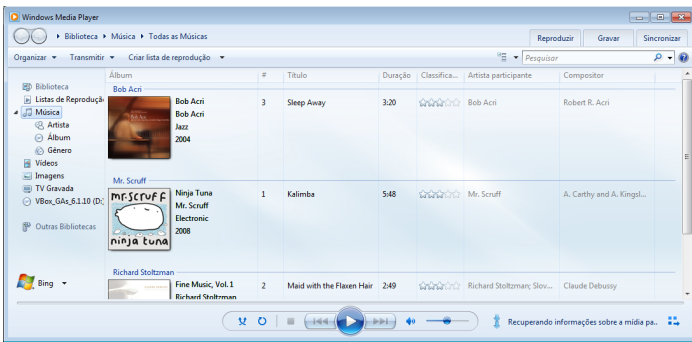 Windows Media Player
Biblioteca Música Todas as Músicas
Reproduzir Gravar Sincronizar
Organizar Transmitir Criar lista de reprodução Pesquisar
Álbum # Título Duração Classifica... Artista participante Compositor
Biblioteca
Listas de Reproduçã
Música
Artista
Álbum
Gênero
Vídeos
Imagens
TV Gravada
VBox_GAs_6.1.10 (D:)
Outras Bibliotecas
Bing
Bob Acri
Bob Acri 3 Sleep Away 3:20 Bob Acri Robert R. Acri
Bob Acri
Jazz
2004
Mr. Scruff
mr.scruff
ninja tuna
Ninja Tuna 1 Kalimba 5:48 Mr. Scruff A. Carthy and A. Kingsl...
Mr. Scruff
Electronic
2008
Richard Stoltzman
Fine Music, Vol. 1 2 Maid with the Flaxen Hair 2:49 Richard Stoltzman; Slov... Claude Debussy
Richard Stoltzman
Recuperando informações sobre a mídia pa..